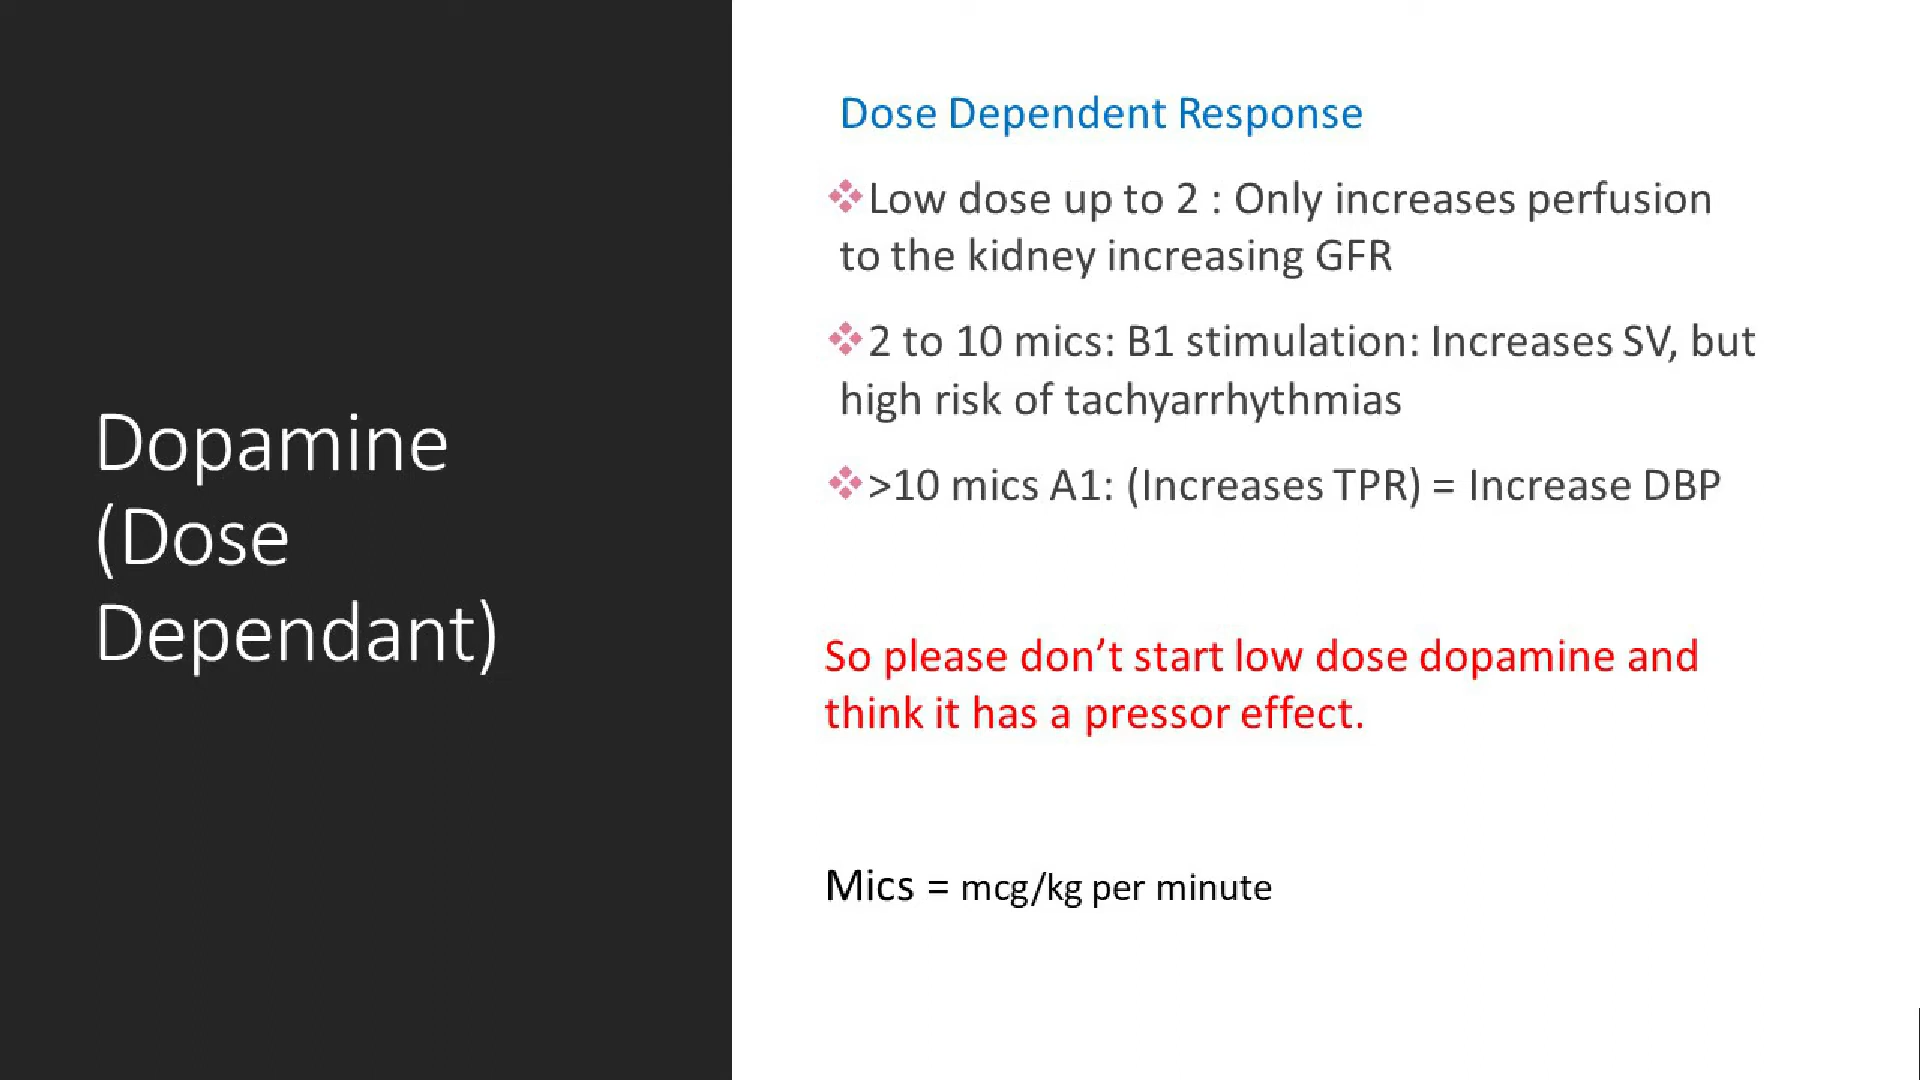 Dopamine
(Dose
Dependant)
Dose Dependent Response
❖Low dose up to 2 : Only increases perfusion
to the kidney increasing GFR
❖2 to 10 mics: B1 stimulation: Increases SV, but
high risk of tachyarrhythmias
❖>10 mics A1: (Increases TPR) = Increase DBP
So please don’t start low dose dopamine and
think it has a pressor effect.
Mics = mcg/kg per minute